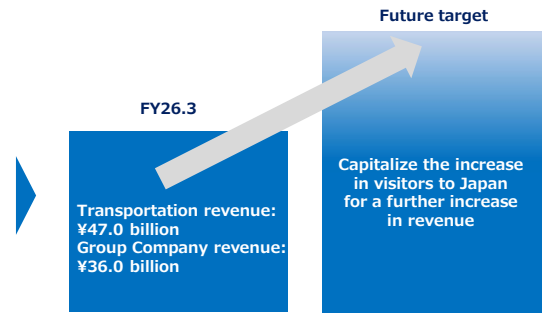 Future target
FY26.3
Capitalize the increase
in visitors to Japan
for a further increase
in revenue
Transportation revenue:
¥47.0 billion
Group Company revenue:
¥36.0 billion